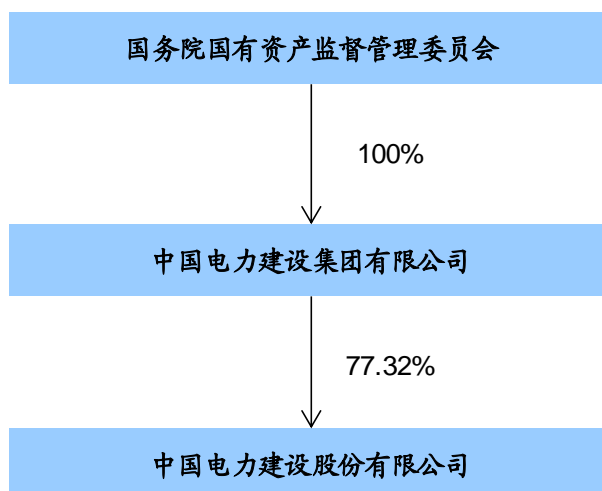 国务院国有资产监督管理委员会
100%
中国电力建设集团有限公司
77.32%
中国电力建设股份有限公司